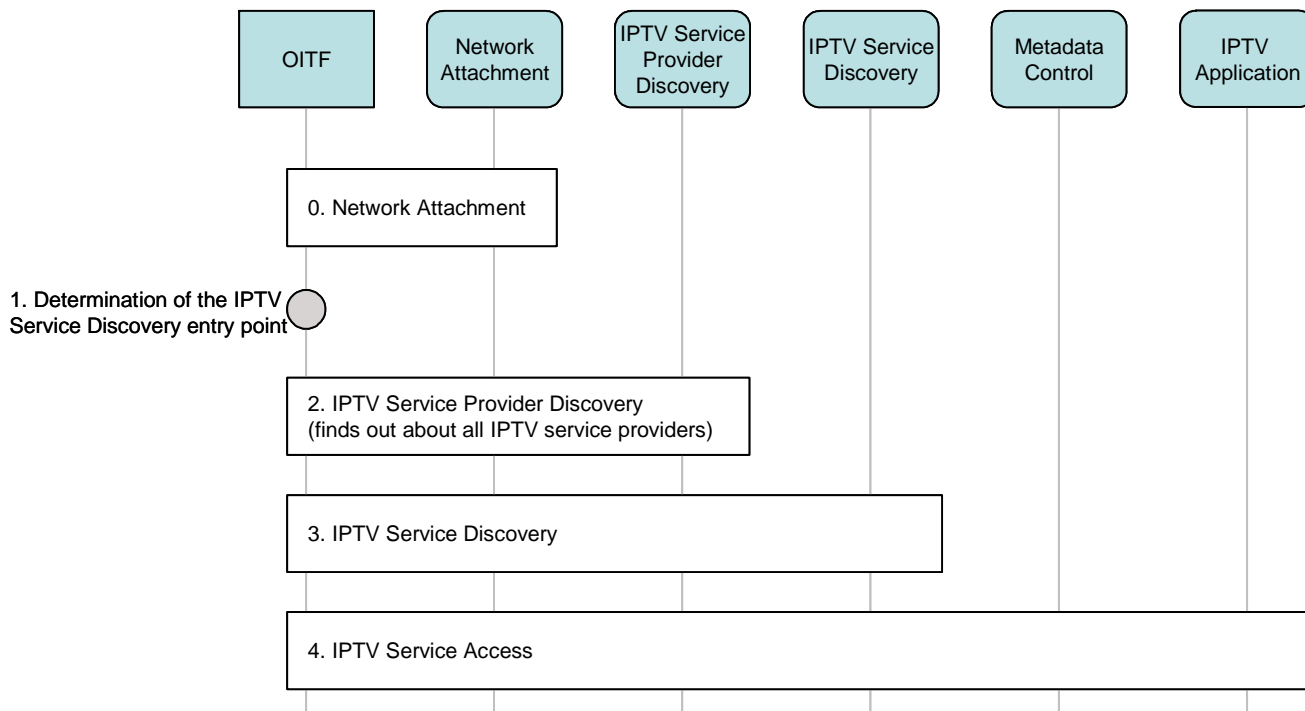 OITF
Network
Attachment
IPTV Service
Provider
Discovery
IPTV Service
Discovery
Metadata
Control
IPTV
Application
0. Network Attachment
1. Determination of the IPTV
Service Discovery entry point
2. IPTV Service Provider Discovery
(finds out about all IPTV service providers)
3. IPTV Service Discovery
4. IPTV Service Access